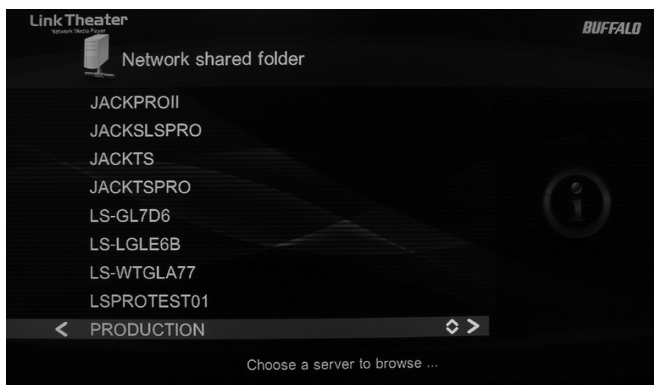 LinkTheater
Network Media Player
BUFFALO
Network shared folder
JACKPROII
JACKSLSPRO
JACKTS
JACKTSPRO
LS-GL7D6
LS-LGLE6B
LS-WTGLA77
LSPROTEST01
PRODUCTION
Choose a server to browse ...